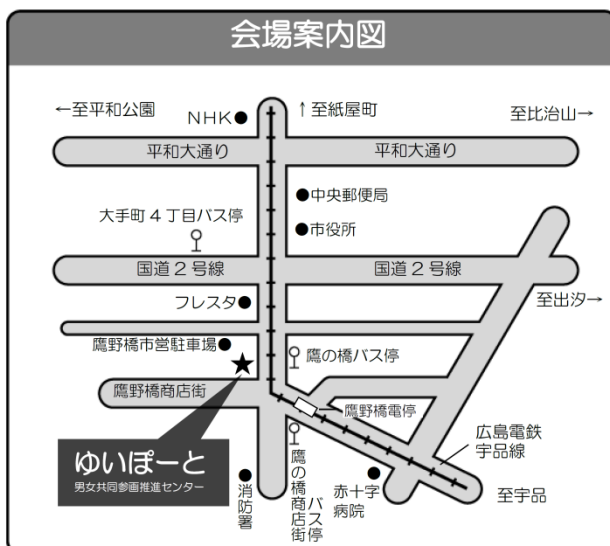 会場案内図
←至平和公園
NHK
↑至紙屋町
至比治山→
平和大通り
平和大通り
中央郵便局
大手町4丁目バス停
市役所
国道2号線
国道2号線
フレスタ
至出汐→
鷹野橋市営駐車場
鷹の橋バス停
鷹野橋商店街
鷹野橋電停
広島電鉄
宇品線
ゆいぽーと
男女共同参画推進センター
消防署
鷹の橋商店街
バス停
赤十字
病院
至宇品